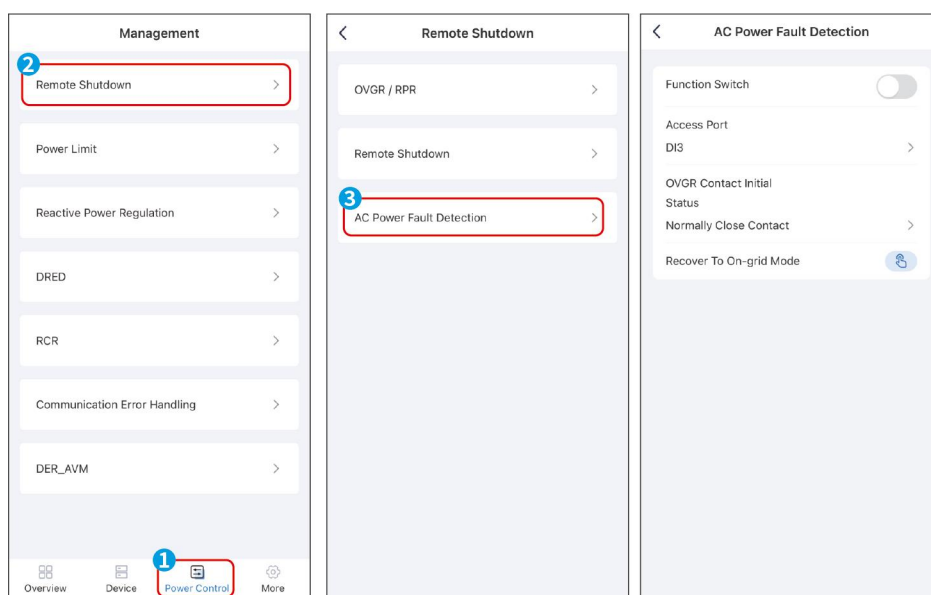 Management
2
Remote Shutdown
Power Limit
Reactive Power Regulation
DRED
RCR
Communication Error Handling
DER_AVM
1
Overview
Device
Power Control
More
Remote Shutdown
OVGR / RPR
Remote Shutdown
3
AC Power Fault Detection
AC Power Fault Detection
Function Switch
Access Port
DI3
OVGR Contact Initial
Status
Normally Close Contact
Recover To On-grid Mode